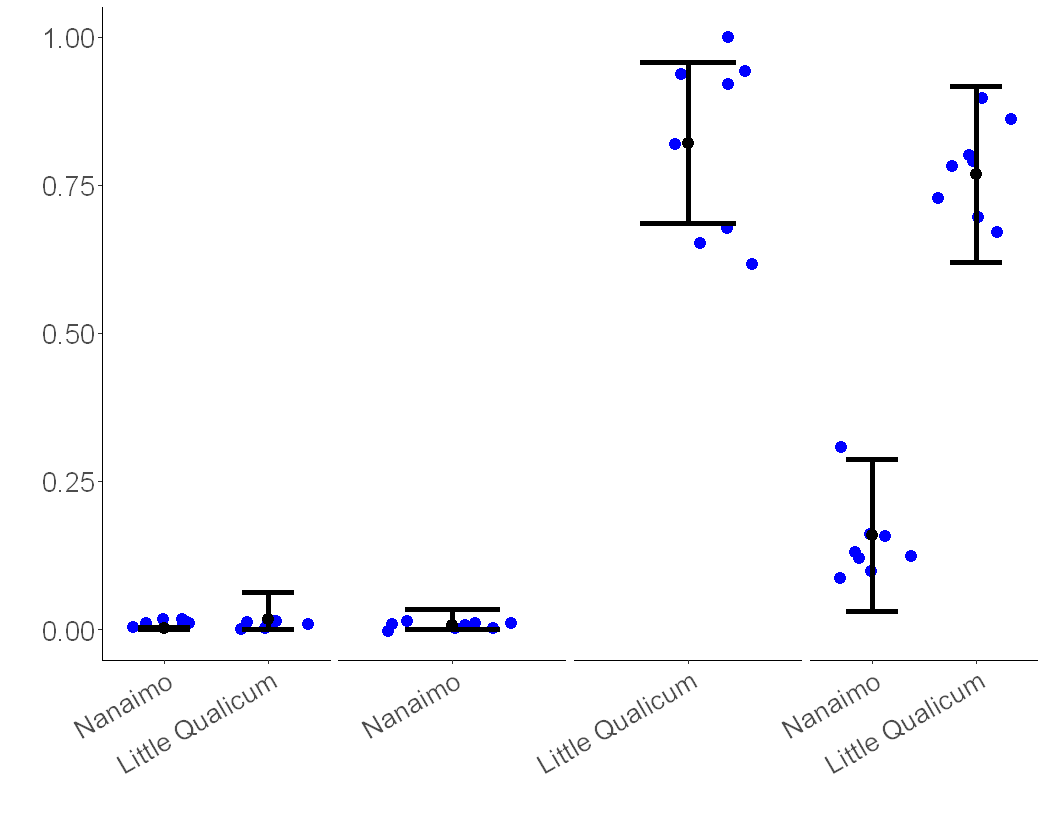 1.00
0.75
0.50
0.25
0.00
Nanaimo
Little Qualicum
Nanaimo
Little Qualicum
Nanaimo
Little Qualicum